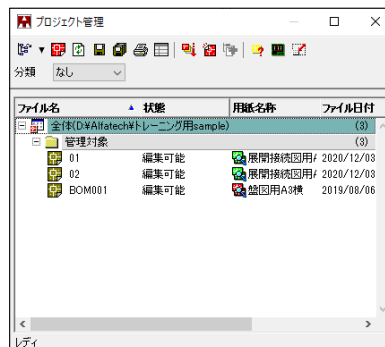 プロジェクト管理
分類 なし
ファイル名 状態 用紙名称 ファイル日付
全体(D:¥Alfatech¥トレーニング用sample) (3)
管理対象 (3)
01 編集可能 展開接続図用A 2020/12/03
02 編集可能 展開接続図用A 2020/12/03
BOM001 編集可能 盤図用A3横 2019/08/06
レディ